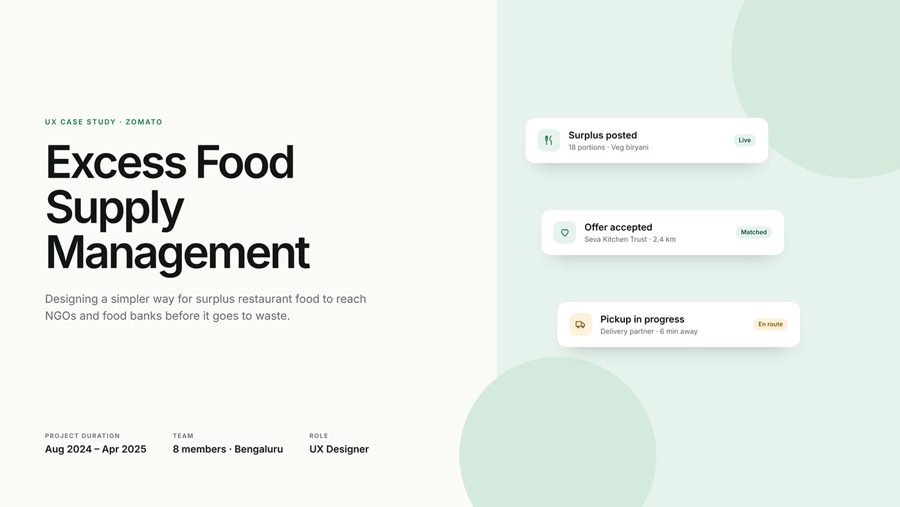 UX CASE STUDY · ZOMATO
Excess Food
Supply
Management
Designing a simpler way for surplus restaurant food to reach
NGOs and food banks before it goes to waste.
PROJECT DURATION
Aug 2024 – Apr 2025
TEAM
8 members · Bengaluru
ROLE
UX Designer
Surplus posted
18 portions · Veg biryani
Live
Offer accepted
Seva Kitchen Trust · 2.4 km
Matched
Pickup in progress
Delivery partner · 6 min away
En route